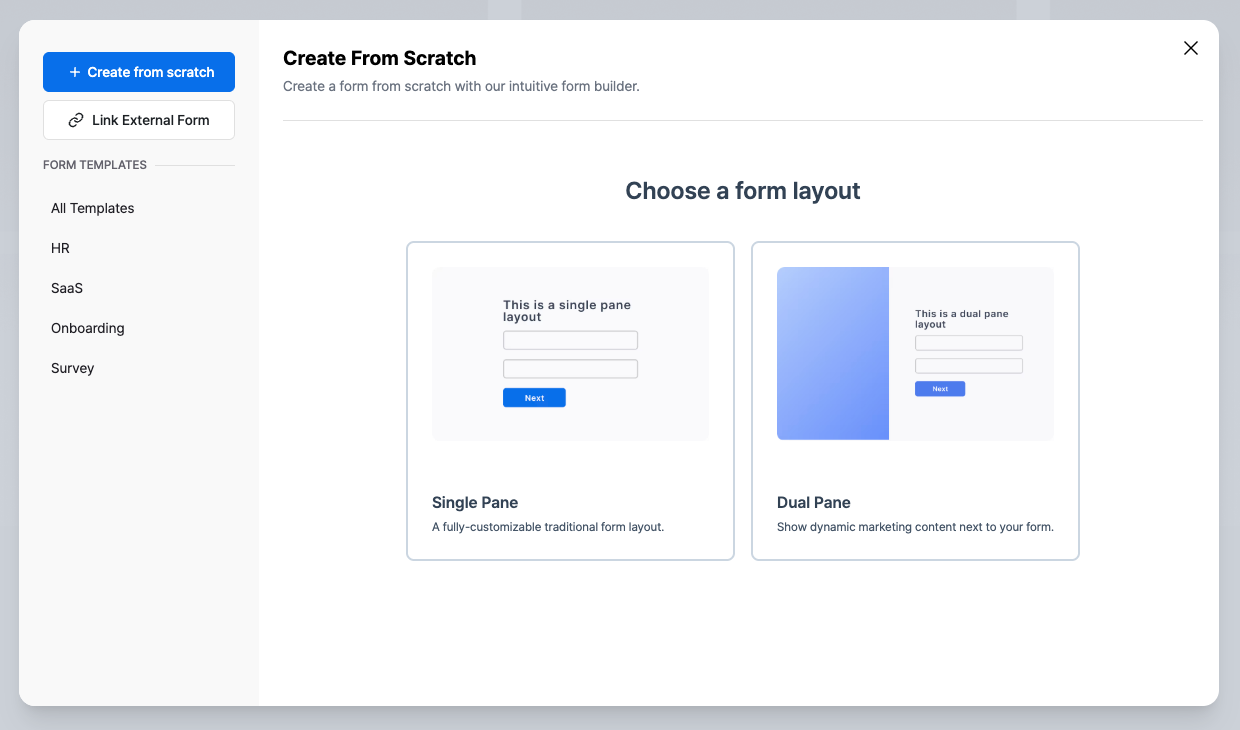 Create from scratch
Link External Form
FORM TEMPLATES
All Templates
HR
SaaS
Onboarding
Survey
Create From Scratch
Create a form from scratch with our intuitive form builder.
Choose a form layout
This is a single pane
layout
Next
Single Pane
A fully-customizable traditional form layout.
This is a dual pane
layout
Next
Dual Pane
Show dynamic marketing content next to your form.